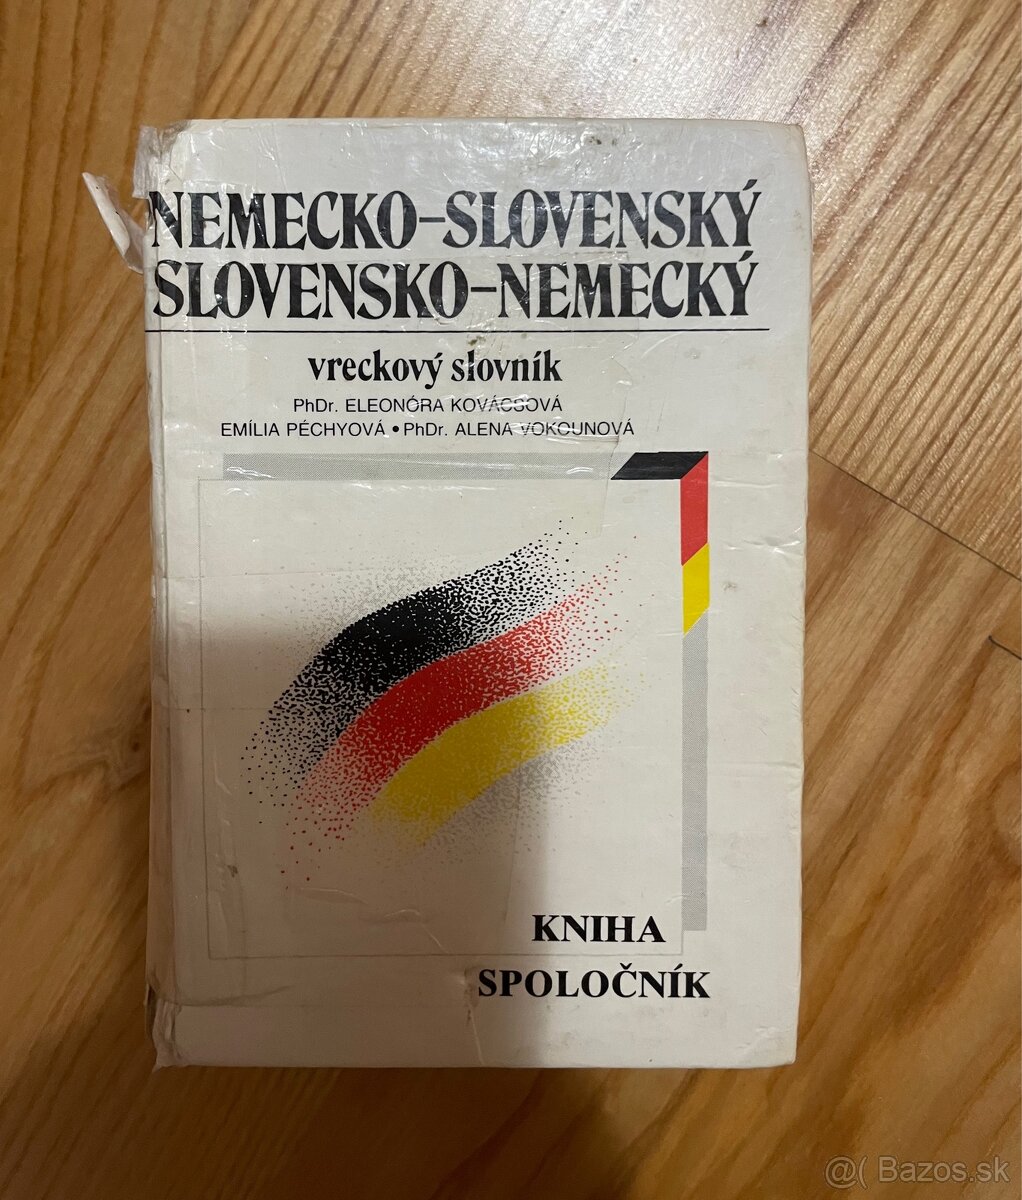 NEMECKO-SLOVENSKÝ
SLOVENSKO-NEMECKÝ
vreckový slovník
PhDr. ELEONÓRA KOVÁCSOVÁ
EMÍLIA PÉCHYOVÁ • PhDr. ALENA VOKOUNOVÁ
KNIHA
SPOLOČNÍK
@( Bazos.sk